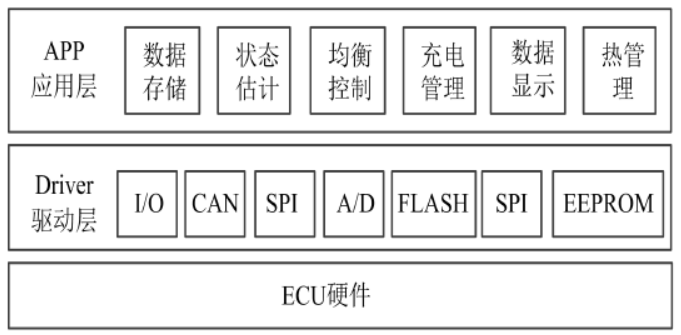 APP
应用层
数据
存储
状态
估计
均衡
控制
充电
管理
数据
显示
热管
理
Driver
驱动层
I/O
CAN
SPI
A/D
FLASH
SPI
EEPROM
ECU硬件